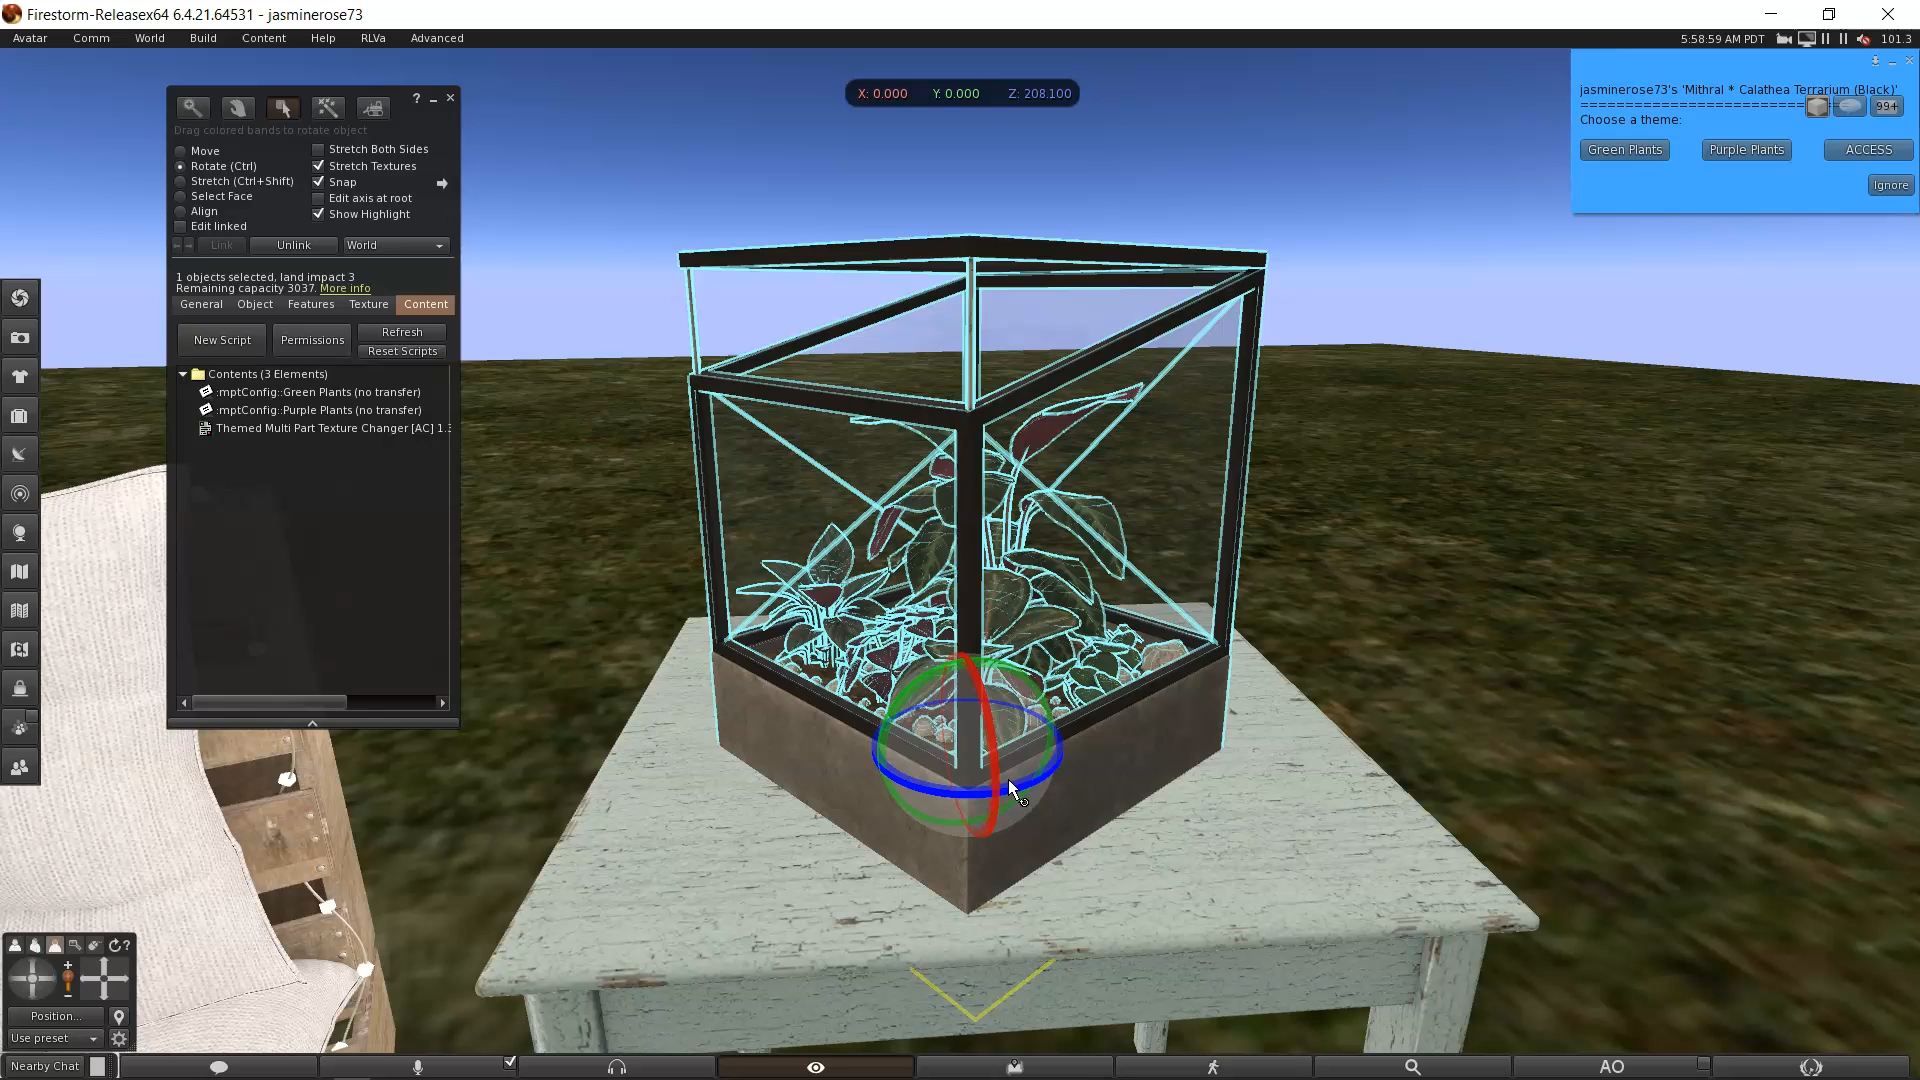 Firestorm-Releasex64 6.4.21.64531 - jasminerose73
Avatar Comm World Build Content Help RLVa Advanced
5:58:59 AM PDT
101.3
X: 0.000 Y: 0.000 Z: 208.100
jasminerose73's 'Mithral * Calathea Terrarium (Black)'
99+
Choose a theme:
Green Plants Purple Plants ACCESS
Ignore
Drag colored bands to rotate object
Move
Rotate (Ctrl)
Stretch (Ctrl+Shift)
Select Face
Align
Edit linked
Stretch Both Sides
Stretch Textures
Snap
Edit axis at root
Show Highlight
Link Unlink World
1 objects selected, land impact 3
Remaining capacity 3037. More info
General Object Features Texture Content
New Script Permissions Refresh
Reset Scripts
Contents (3 Elements)
:mptConfig::Green Plants (no transfer)
:mptConfig::Purple Plants (no transfer)
Themed Multi Part Texture Changer [AC] 1.3
Position...
Use preset
Nearby Chat
AO